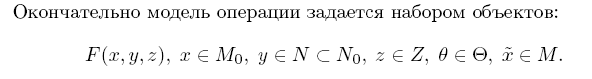 Окончательно модель операции задается набором объектов:
F(x, y, z), x ∈ M₀, y ∈ N ⊂ N₀, z ∈ Z, θ ∈ Θ, x̃ ∈ M.